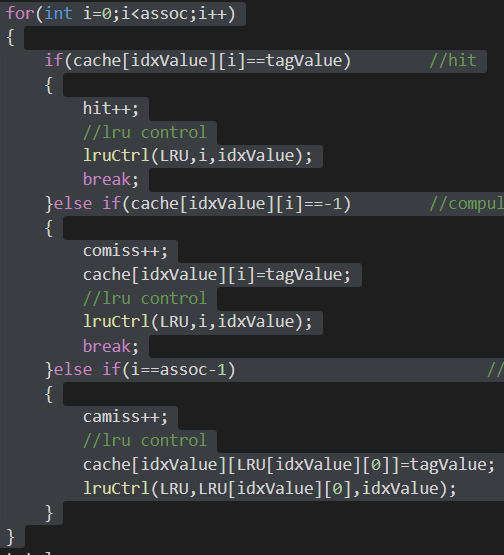 for(int i=0;i<assoc;i++)
{
    if(cache[idxValue][i]==tagValue)        //hit
    {
        hit++;
        //lru control
        lruCtrl(LRU,i,idxValue);
        break;
    }else if(cache[idxValue][i]==-1)        //compul
    {
        comiss++;
        cache[idxValue][i]=tagValue;
        //lru control
        lruCtrl(LRU,i,idxValue);
        break;
    }else if(i==assoc-1)                        //
    {
        camiss++;
        //lru control
        cache[idxValue][LRU[idxValue][0]]=tagValue;
        lruCtrl(LRU,LRU[idxValue][0],idxValue);
    }
}